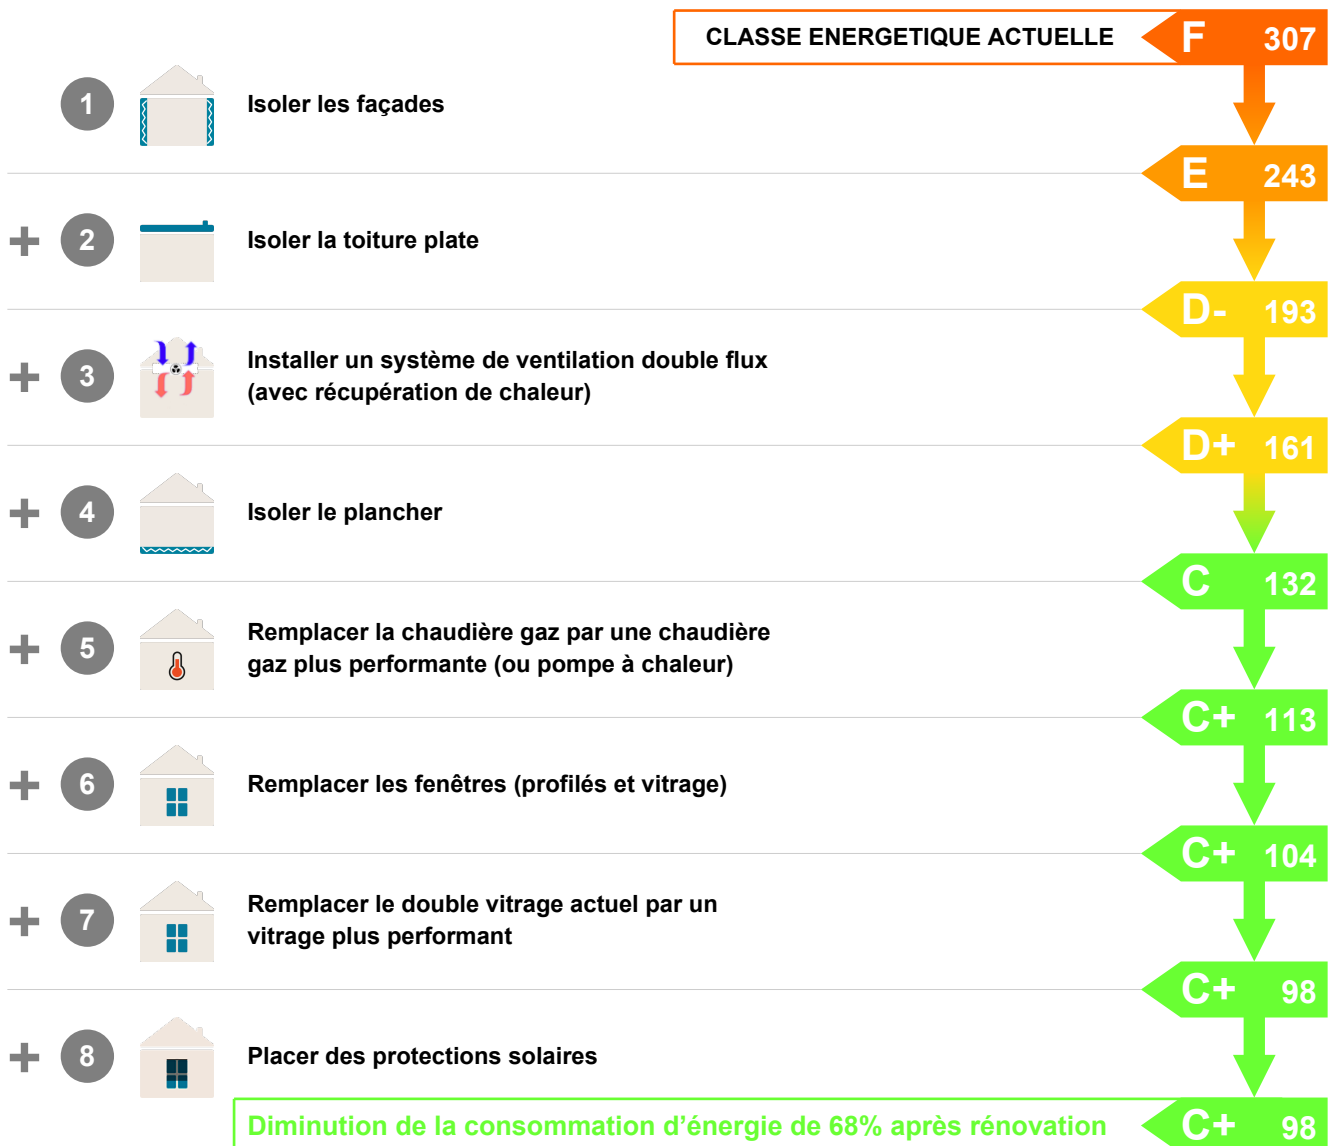 CLASSE ENERGETIQUE ACTUELLE F 307
1 Isoler les façades
E 243
+ 2 Isoler la toiture plate
D- 193
+ 3 Installer un système de ventilation double flux
(avec récupération de chaleur)
D+ 161
+ 4 Isoler le plancher
C 132
+ 5 Remplacer la chaudière gaz par une chaudière
gaz plus performante (ou pompe à chaleur)
C+ 113
+ 6 Remplacer les fenêtres (profilés et vitrage)
C+ 104
+ 7 Remplacer le double vitrage actuel par un
vitrage plus performant
C+ 98
+ 8 Placer des protections solaires
Diminution de la consommation d’énergie de 68% après rénovation C+ 98